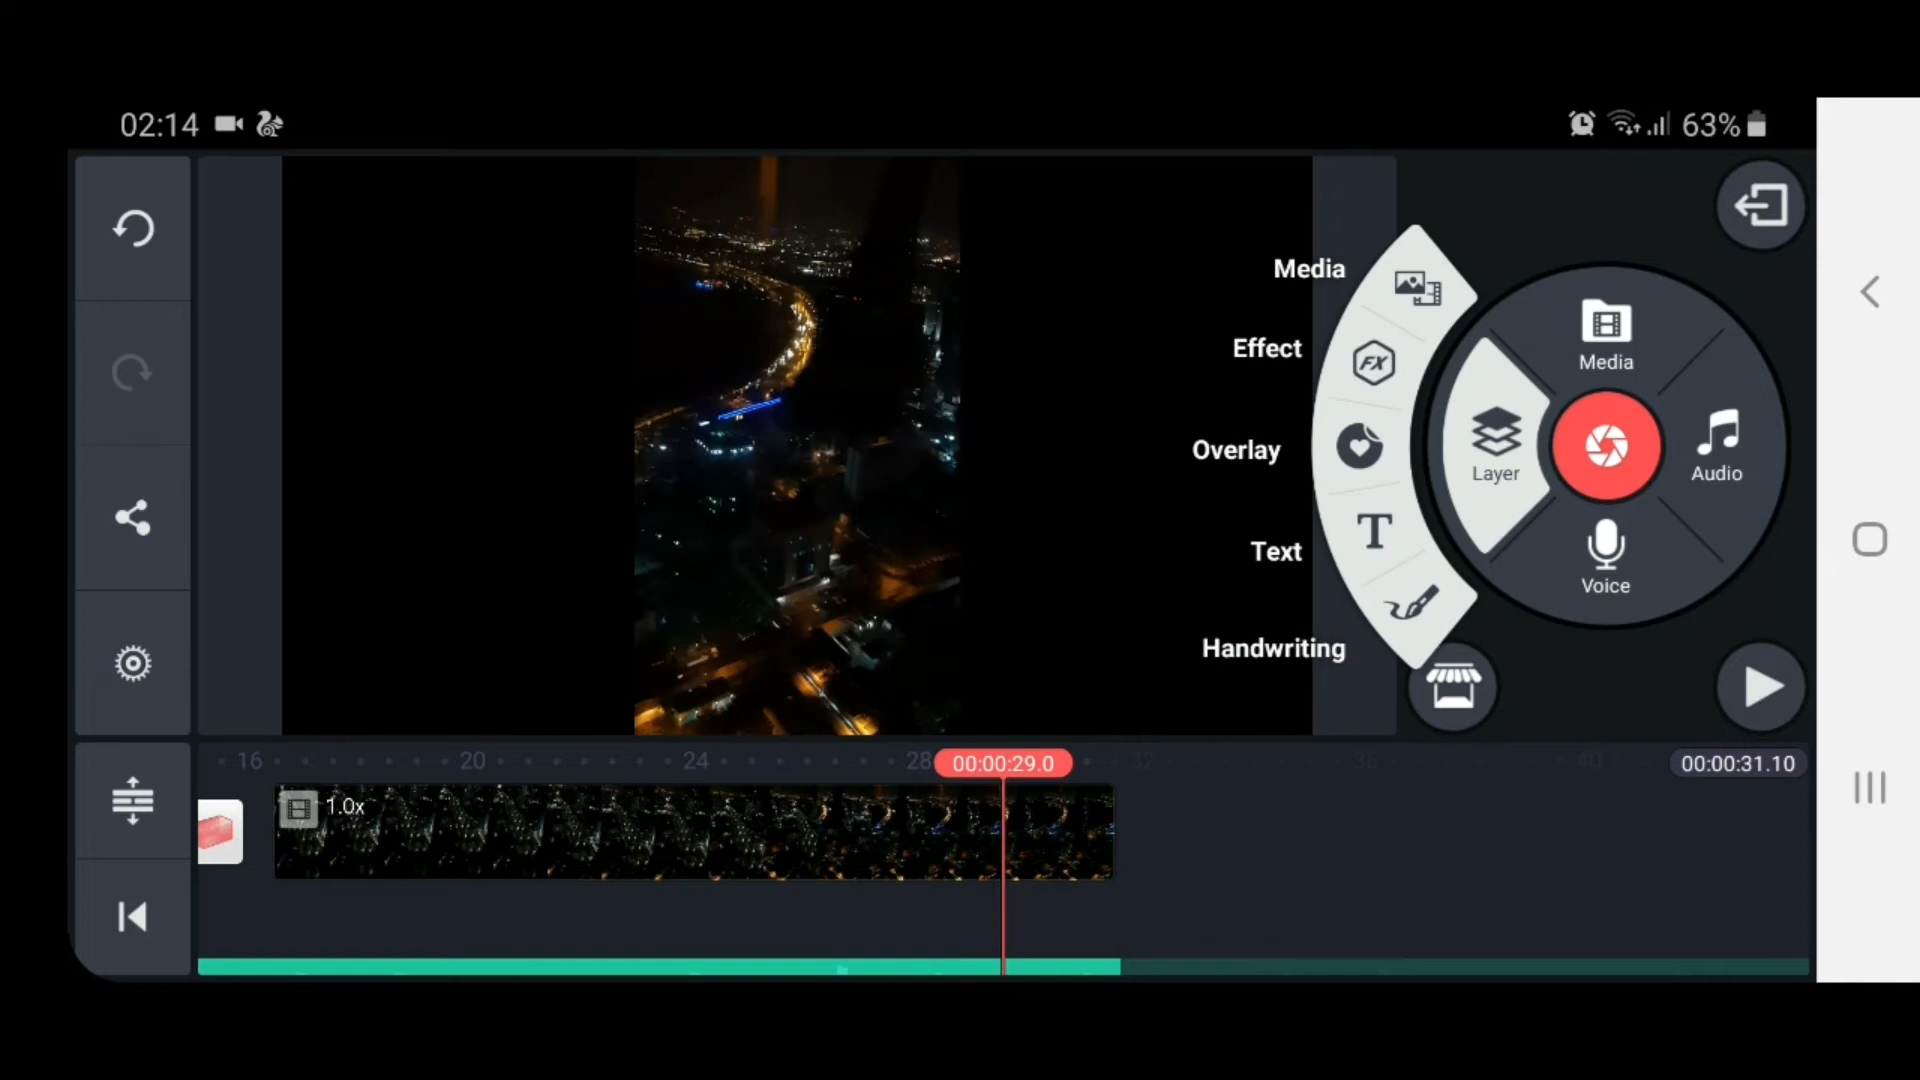 02:14
63%
Media
Effect
Overlay
Text
Handwriting
Media
FX
Layer
Audio
T
Voice
16
20
24
28
00:00:29.0
32
36
40
00:00:31.10
1.0x